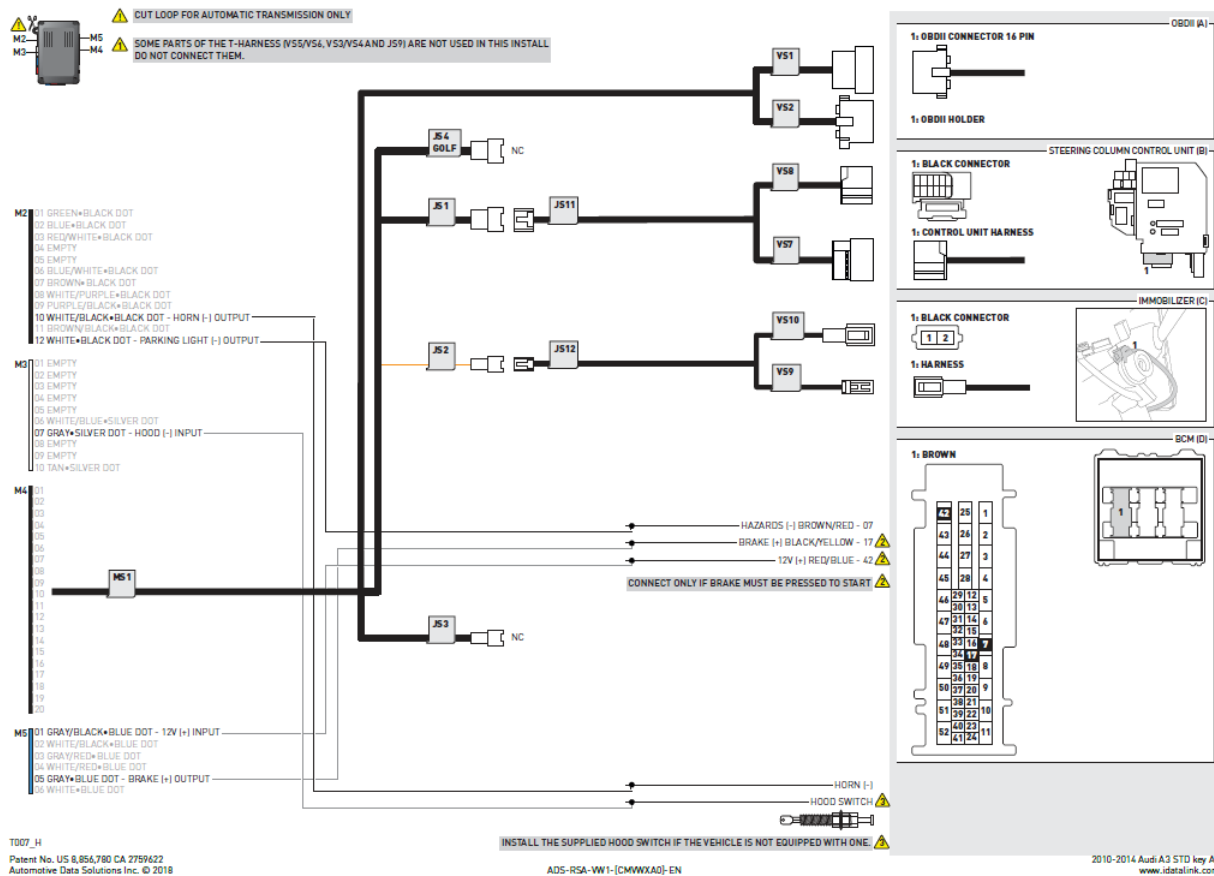 CUT LOOP FOR AUTOMATIC TRANSMISSION ONLY
M2
M3
M5
M4
SOME PARTS OF THE T-HARNESS (VS5/VS6, VS3/VS4 AND JS9) ARE NOT USED IN THIS INSTALL
DO NOT CONNECT THEM.
VS1
VS2
JS4
GOLF
NC
JS1
JS11
VS8
VS7
JS2
JS12
VS10
VS9
M2
01 GREEN•BLACK DOT
02 BLUE•BLACK DOT
03 RED/WHITE•BLACK DOT
04 EMPTY
05 EMPTY
06 BLUE/WHITE•BLACK DOT
07 BROWN•BLACK DOT
08 WHITE/PURPLE•BLACK DOT
09 PURPLE/BLACK•BLACK DOT
10 WHITE/BLACK•BLACK DOT - HORN (-) OUTPUT
11 BROWN/BLACK•BLACK DOT
12 WHITE•BLACK DOT - PARKING LIGHT (-) OUTPUT
M3
01 EMPTY
02 EMPTY
03 EMPTY
04 EMPTY
05 EMPTY
06 WHITE/BLUE•SILVER DOT
07 GRAY•SILVER DOT - HOOD (-) INPUT
08 EMPTY
09 EMPTY
10 TAN•SILVER DOT
M4
01
02
03
04
05
06
07
08
09
10
11
12
13
14
15
16
17
18
19
20
MS1
JS3
NC
HAZARDS (-) BROWN/RED - 07
BRAKE (+) BLACK/YELLOW - 17 2
12V (+) RED/BLUE - 42 2
CONNECT ONLY IF BRAKE MUST BE PRESSED TO START 2
M5
01 GRAY/BLACK•BLUE DOT - 12V (+) INPUT
02 WHITE/BLACK•BLUE DOT
03 GRAY/RED•BLUE DOT
04 WHITE/RED•BLUE DOT
05 GRAY•BLUE DOT - BRAKE (+) OUTPUT
06 WHITE•BLUE DOT
HORN (-)
HOOD SWITCH 3
INSTALL THE SUPPLIED HOOD SWITCH IF THE VEHICLE IS NOT EQUIPPED WITH ONE. 3
OBDII (A)
1: OBDII CONNECTOR 16 PIN
1: OBDII HOLDER
STEERING COLUMN CONTROL UNIT (B)
1: BLACK CONNECTOR
1: CONTROL UNIT HARNESS
1
IMMOBILIZER (C)
1: BLACK CONNECTOR
1 2
1: HARNESS
1
BCM (D)
1: BROWN
1
42 25 1
43 26 2
44 27 3
45 28 4
46 29 12 5
30 13
47 31 14 6
32 15
48 33 16 7
34 17
49 35 18 8
36 19
50 37 20 9
38 21
51 39 22 10
40 23
52 41 24 11
T007_H
Patent No. US 8,856,780 CA 2759622
Automotive Data Solutions Inc. © 2018
ADS-RSA-VW1-[CMVWXA0]-EN
2010-2014 Audi A3 STD key A
www.idatalink.com